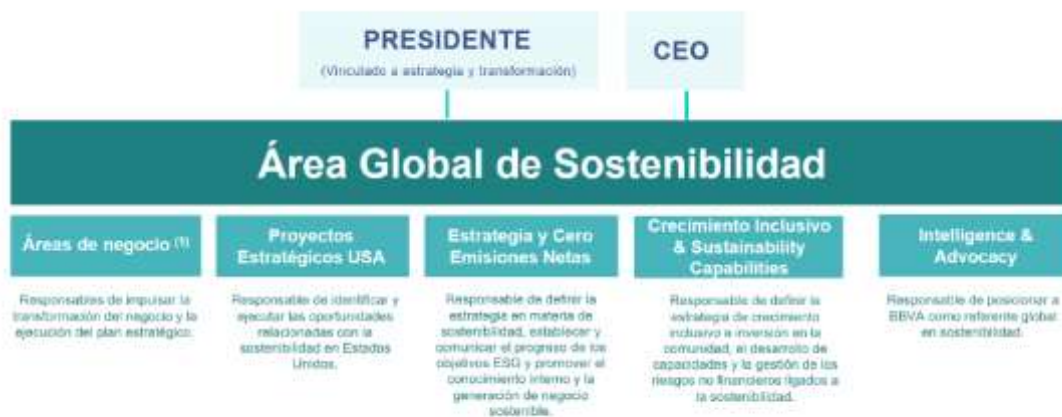 PRESIDENTE
(Vinculado a estrategia y transformación)
CEO
Área Global de Sostenibilidad
Áreas de negocio (1)
Responsables de impulsar la
transformación del negocio y la
ejecución del plan estratégico.
Proyectos
Estratégicos USA
Responsable de identificar y
ejecutar las oportunidades
relacionadas con la
sostenibilidad en Estados
Unidos.
Estrategia y Cero
Emisiones Netas
Responsable de definir la
estrategia en materia de
sostenibilidad, establecer y
comunicar el progreso de los
objetivos ESG y promover el
conocimiento interno y la
generación de negocio
sostenible.
Crecimiento Inclusivo
& Sustainability
Capabilities
Responsable de definir la
estrategia de crecimiento
inclusivo e inversión en la
comunidad, el desarrollo de
capacidades y la gestión de los
riesgos no financieros ligados a
la sostenibilidad.
Intelligence &
Advocacy
Responsable de posicionar a
BBVA como referente global
en sostenibilidad.